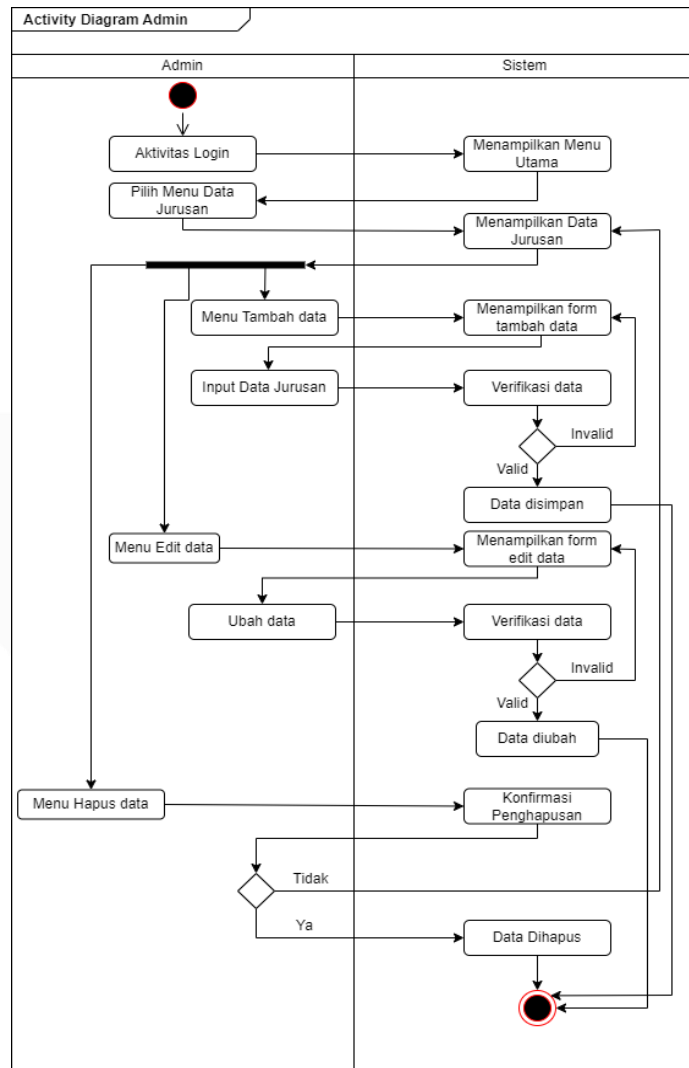 Activity Diagram Admin
Admin
Sistem
Aktivitas Login
Menampilkan Menu
Utama
Pilih Menu Data
Jurusan
Menampilkan Data
Jurusan
Menu Tambah data
Menampilkan form
tambah data
Input Data Jurusan
Verifikasi data
Invalid
Valid
Data disimpan
Menu Edit data
Menampilkan form
edit data
Ubah data
Verifikasi data
Invalid
Valid
Data diubah
Menu Hapus data
Konfirmasi
Penghapusan
Tidak
Ya
Data Dihapus